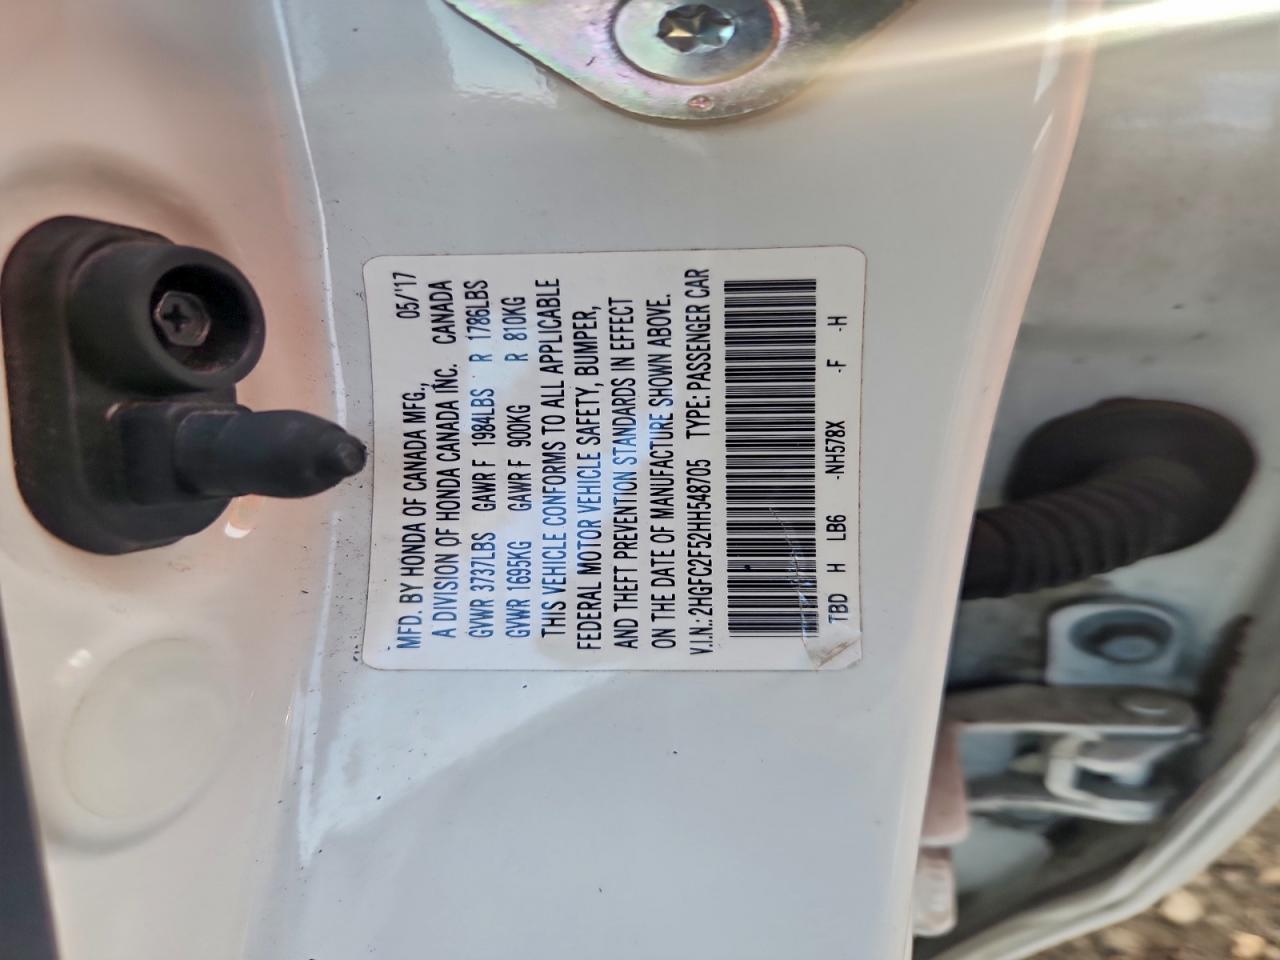 MFD. BY HONDA OF CANADA MFG., 05/'17
A DIVISION OF HONDA CANADA INC. CANADA
GVWR 3737LBS GAWR F 1984LBS R 1786LBS
GVWR 1695KG GAWR F 900KG R 810KG
THIS VEHICLE CONFORMS TO ALL APPLICABLE
FEDERAL MOTOR VEHICLE SAFETY, BUMPER,
AND THEFT PREVENTION STANDARDS IN EFFECT
ON THE DATE OF MANUFACTURE SHOWN ABOVE.
V.I.N.: 2HGFC2F52HH548705 TYPE: PASSENGER CAR
TBD H LB6 -NH578X -F -H